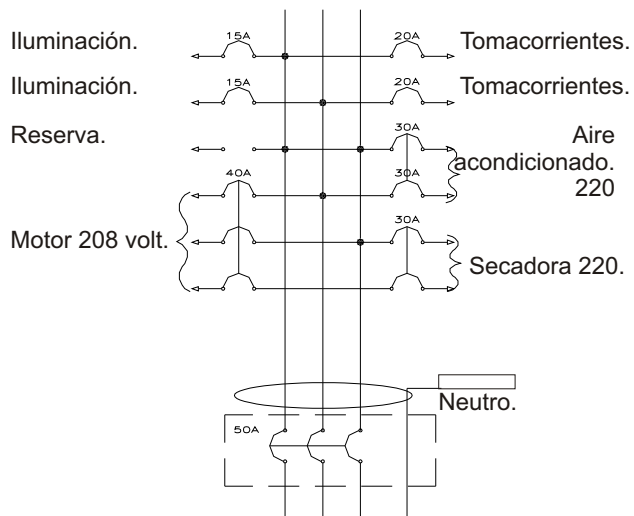 Iluminación. 15A 20A Tomacorrientes.
Iluminación. 15A 20A Tomacorrientes.
Reserva. 30A Aire
acondicionado.
40A 30A 220
30A
Motor 208 volt.
Secadora 220.
Neutro.
50A